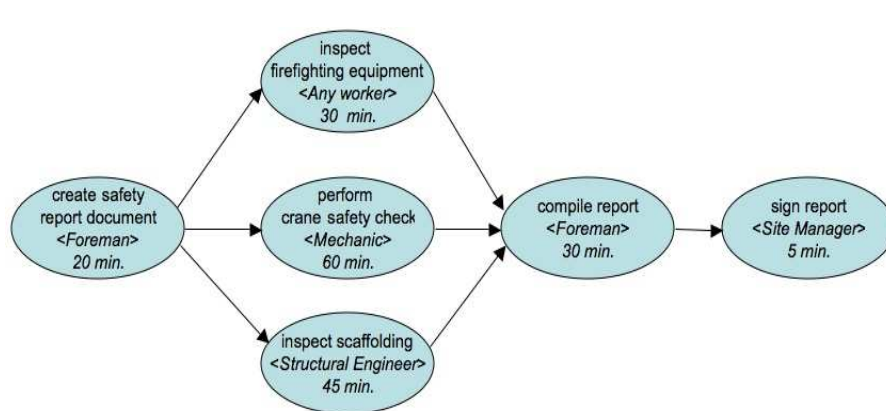 inspect
firefighting equipment
<Any worker>
30 min.
create safety
report document
<Foreman>
20 min.
perform
crane safety check
<Mechanic>
60 min.
compile report
<Foreman>
30 min.
sign report
<Site Manager>
5 min.
inspect scaffolding
<Structural Engineer>
45 min.